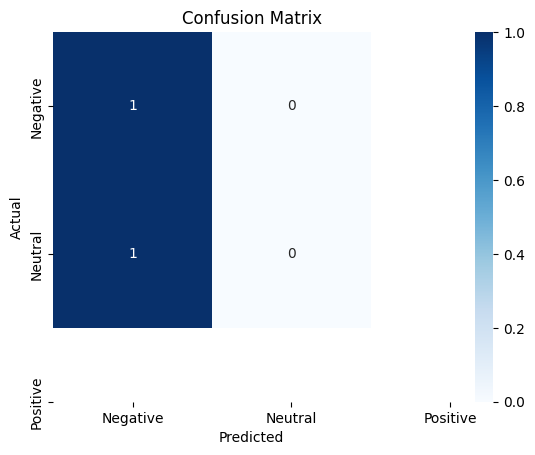 Confusion Matrix
Actual
Negative
Neutral
Positive
1 0
1 0
Negative Neutral Positive
Predicted
1.0
0.8
0.6
0.4
0.2
0.0